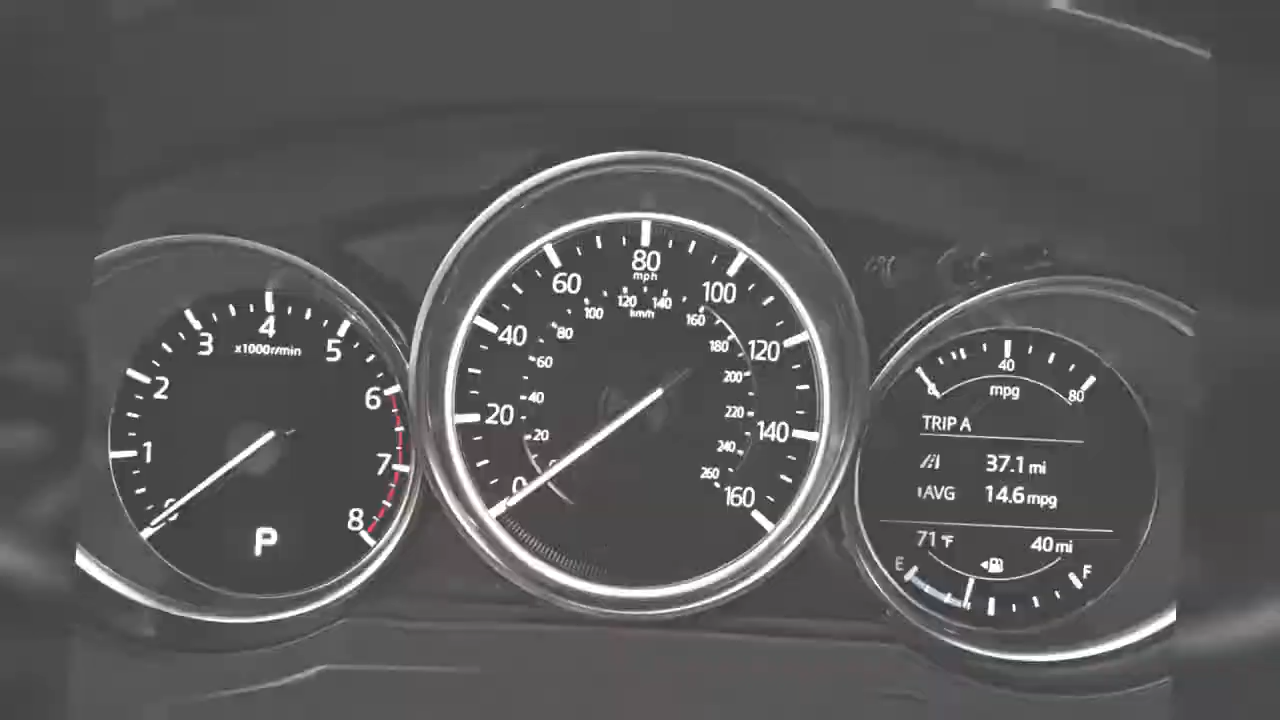 0 1 2 3 4 5 6 7 8
x1000r/min
P
0 20 40 60 80 100 120 140 160
mph
20 40 60 80 100 120 140 160 180 200 220 240 260
km/h
40 80
mpg
TRIP A
37.1 mi
AVG 14.6 mpg
71 °F 40 mi
E F